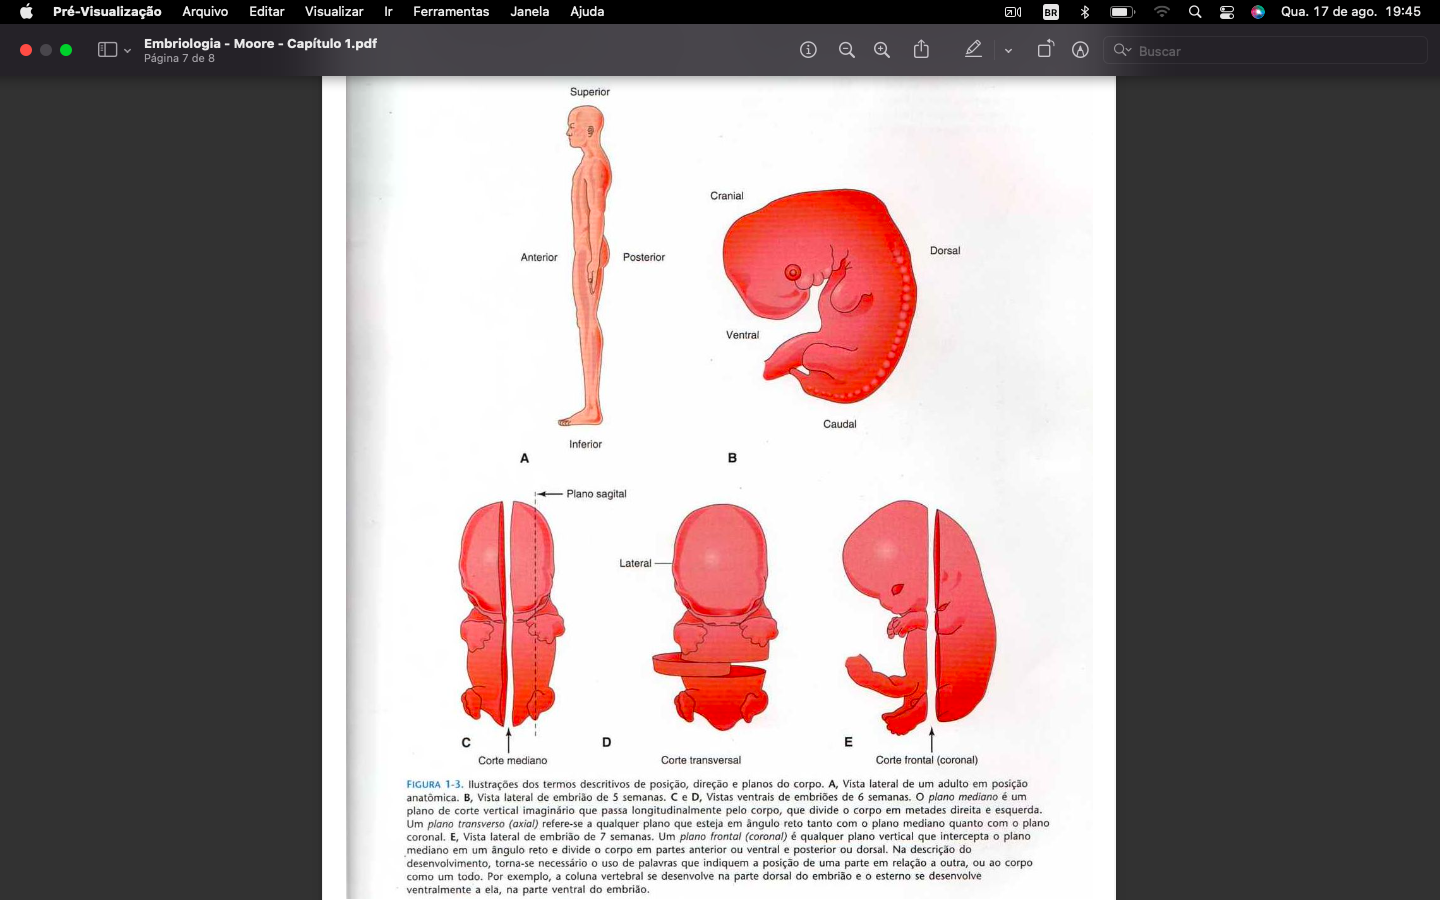 Pré-Visualização Arquivo Editar Visualizar Ir Ferramentas Janela Ajuda BR Qua. 17 de ago. 19:45
Embriologia - Moore - Capítulo 1.pdf
Página 7 de 8
Buscar
Superior
Cranial
Dorsal
Anterior
Posterior
Ventral
Caudal
Inferior
A
B
Plano sagital
Lateral
C
D
E
Corte mediano
Corte transversal
Corte frontal (coronal)
FIGURA 1-3. Ilustrações dos termos descritivos de posição, direção e planos do corpo. A, Vista lateral de um adulto em posição
anatômica. B, Vista lateral de embrião de 5 semanas. C e D, Vistas ventrais de embriões de 6 semanas. O plano mediano é um
plano de corte vertical imaginário que passa longitudinalmente pelo corpo, que divide o corpo em metades direita e esquerda.
Um plano transverso (axial) refere-se a qualquer plano que esteja em ângulo reto tanto com o plano mediano quanto com o plano
coronal. E, Vista lateral de embrião de 7 semanas. Um plano frontal (coronal) é qualquer plano vertical que intercepta o plano
mediano em um ângulo reto e divide o corpo em partes anterior ou ventral e posterior ou dorsal. Na descrição do
desenvolvimento, torna-se necessário o uso de palavras que indiquem a posição de uma parte em relação a outra, ou ao corpo
como um todo. Por exemplo, a coluna vertebral se desenvolve na parte dorsal do embrião e o esterno se desenvolve
ventralmente a ela, na parte ventral do embrião.